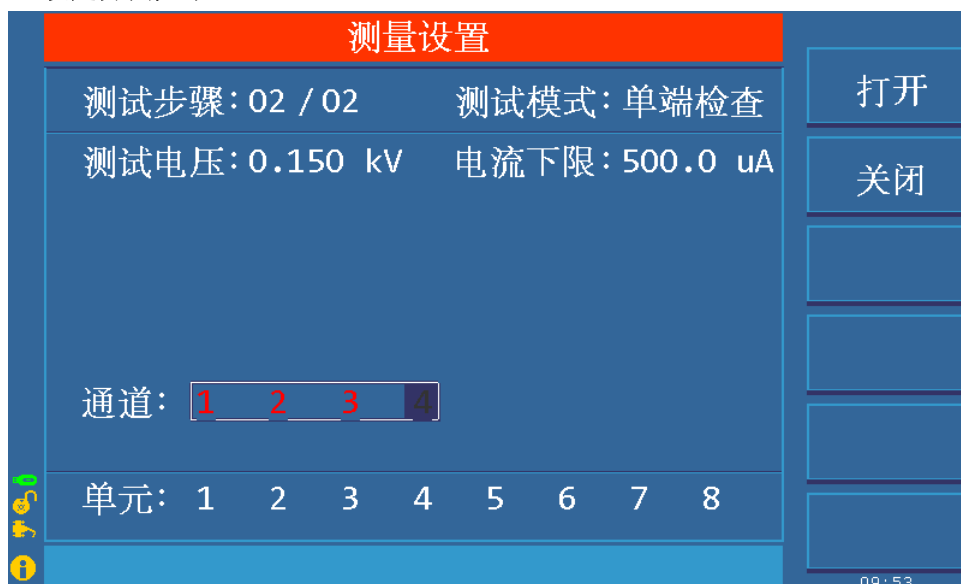 测量设置
测试步骤：02 / 02 测试模式：单端检查
测试电压：0.150 kV 电流下限：500.0 uA
通道： 1 2 3 4
单元： 1 2 3 4 5 6 7 8
打开
关闭
09:53